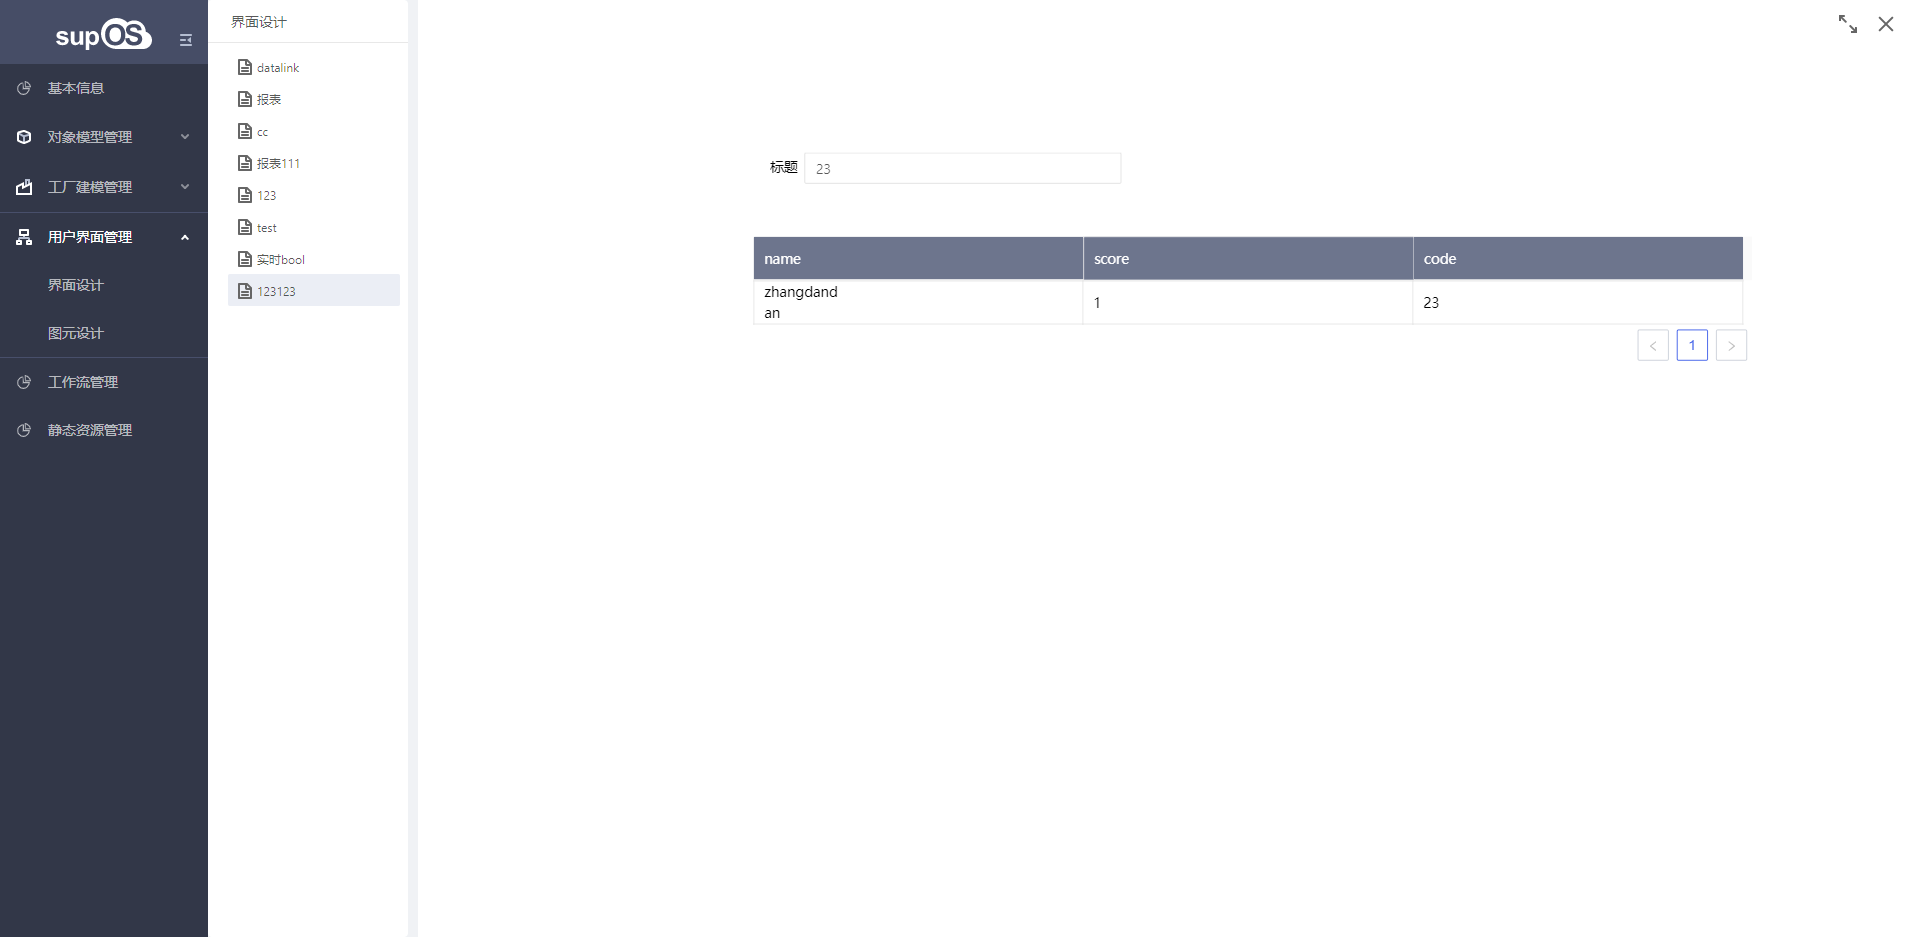 supOS
基本信息
对象模型管理
工厂建模管理
用户界面管理
界面设计
图元设计
工作流管理
静态资源管理
界面设计
datalink
报表
cc
报表111
123
test
实时bool
123123
标题 23
name score code
zhangdand
an 1 23
1